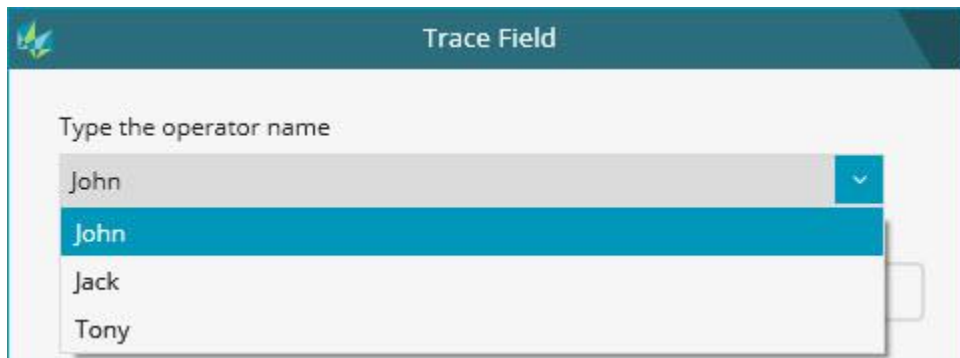 Trace Field
Type the operator name
John
John
Jack
Tony